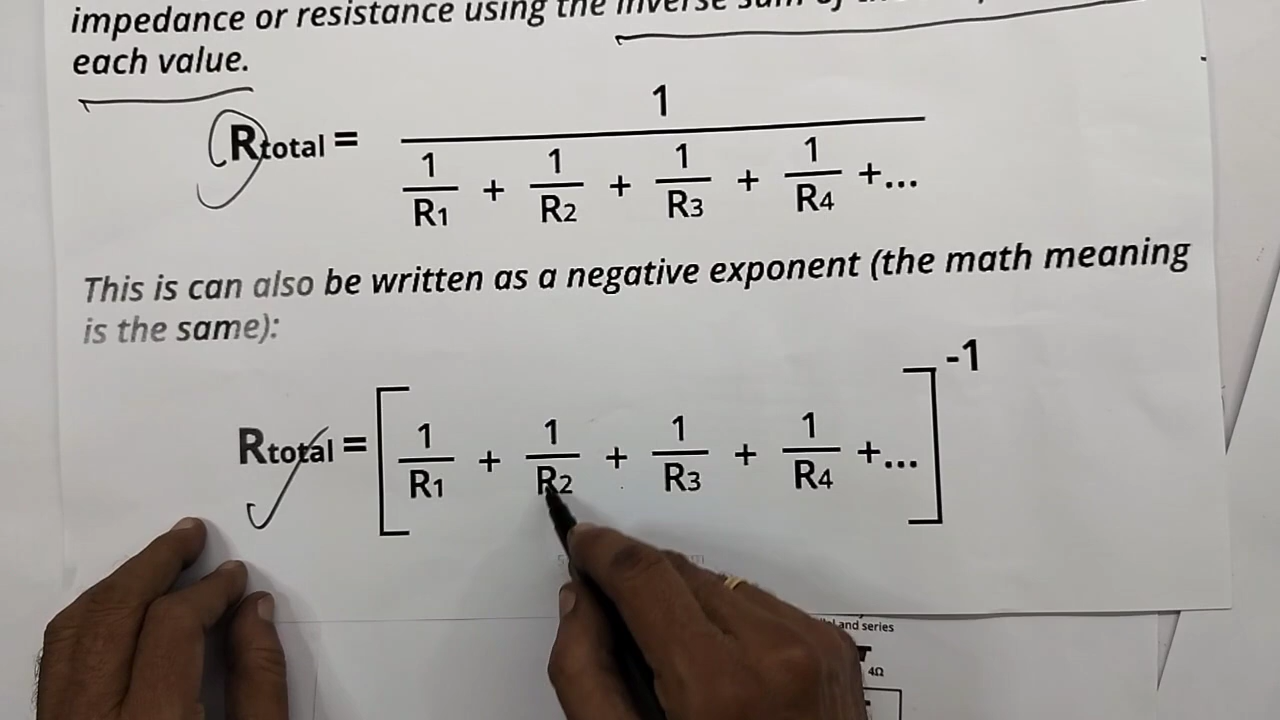 impedance or resistance using the inverse sum of
each value.
1
Rtotal =
1/R1 + 1/R2 + 1/R3 + 1/R4 +...
This is can also be written as a negative exponent (the math meaning
is the same):
Rtotal = [1/R1 + 1/R2 + 1/R3 + 1/R4 +...]-1
and series
4Ω